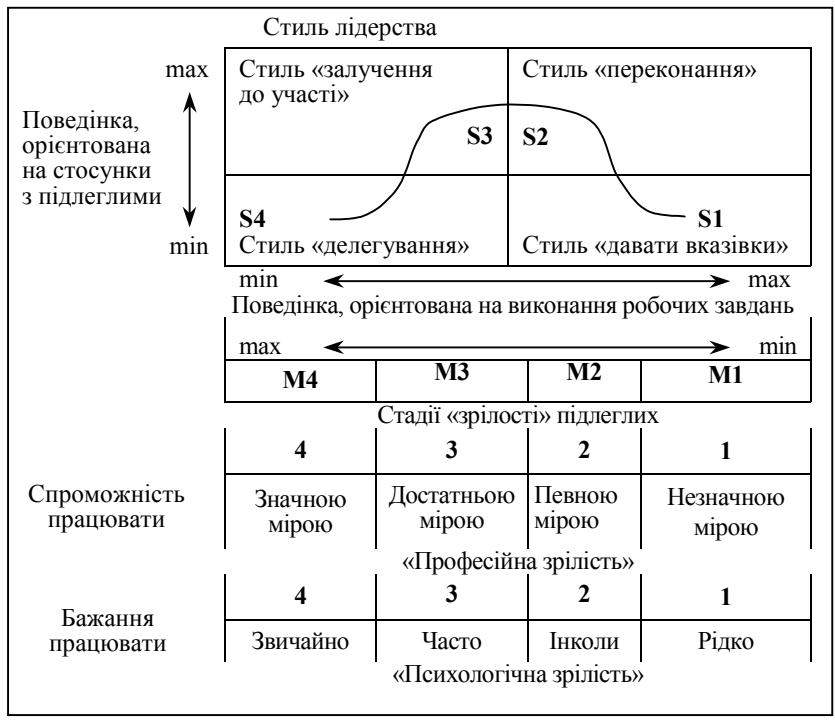 Стиль лідерства
max
Стиль «залучення
до участі»
Стиль «переконання»
Поведінка,
орієнтована
на стосунки
з підлеглими
S3
S2
S4
S1
min
Стиль «делегування»
Стиль «давати вказівки»
min
max
Поведінка, орієнтована на виконання робочих завдань
max
min
M4
M3
M2
M1
Стадії «зрілості» підлеглих
4
3
2
1
Спроможність
працювати
Значною
мірою
Достатньою
мірою
Певною
мірою
Незначною
мірою
«Професійна зрілість»
4
3
2
1
Бажання
працювати
Звичайно
Часто
Інколи
Рідко
«Психологічна зрілість»